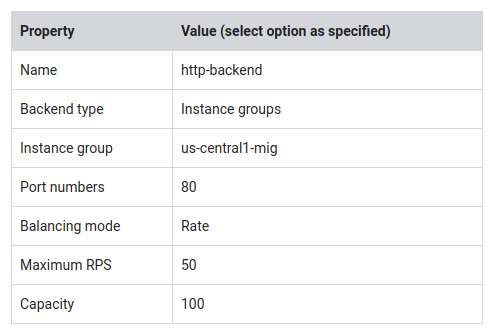 Property Value (select option as specified)
Name http-backend
Backend type Instance groups
Instance group us-central1-mig
Port numbers 80
Balancing mode Rate
Maximum RPS 50
Capacity 100